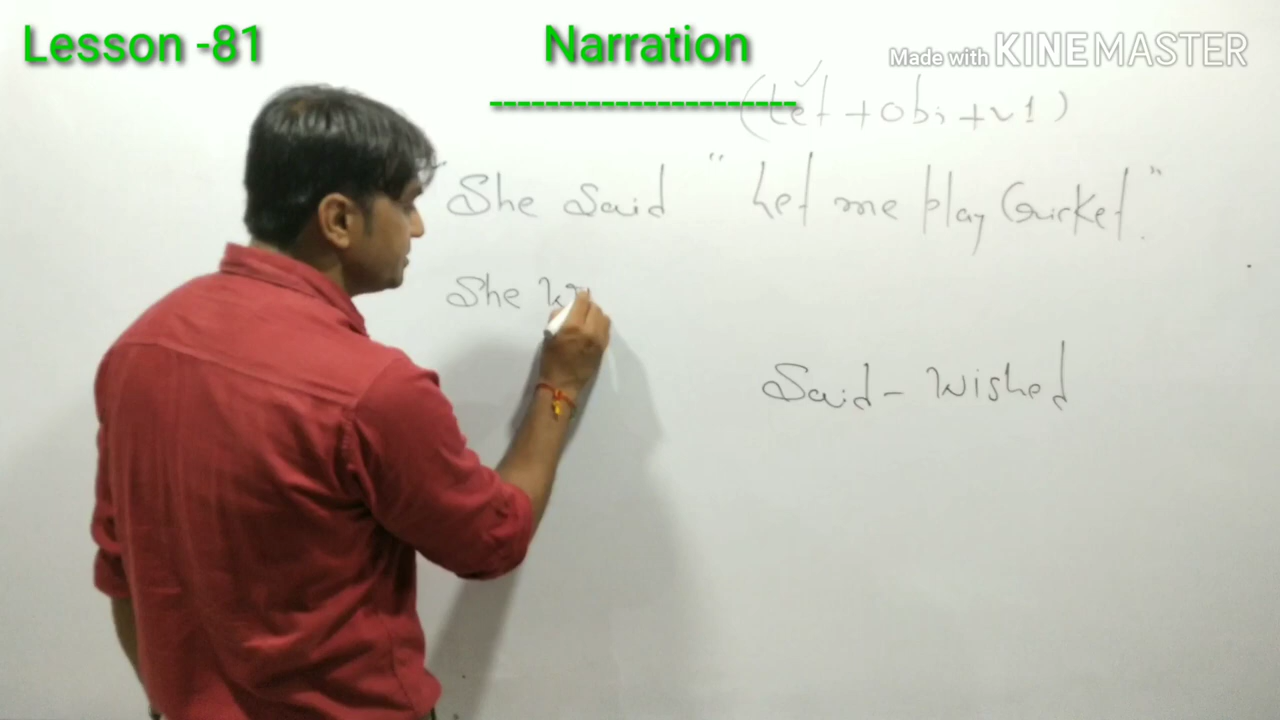 Lesson -81 Narration
Made with KINEMASTER
(Let + obj + v1)
She Said "Let me play Cricket."
She w
Said - Wished